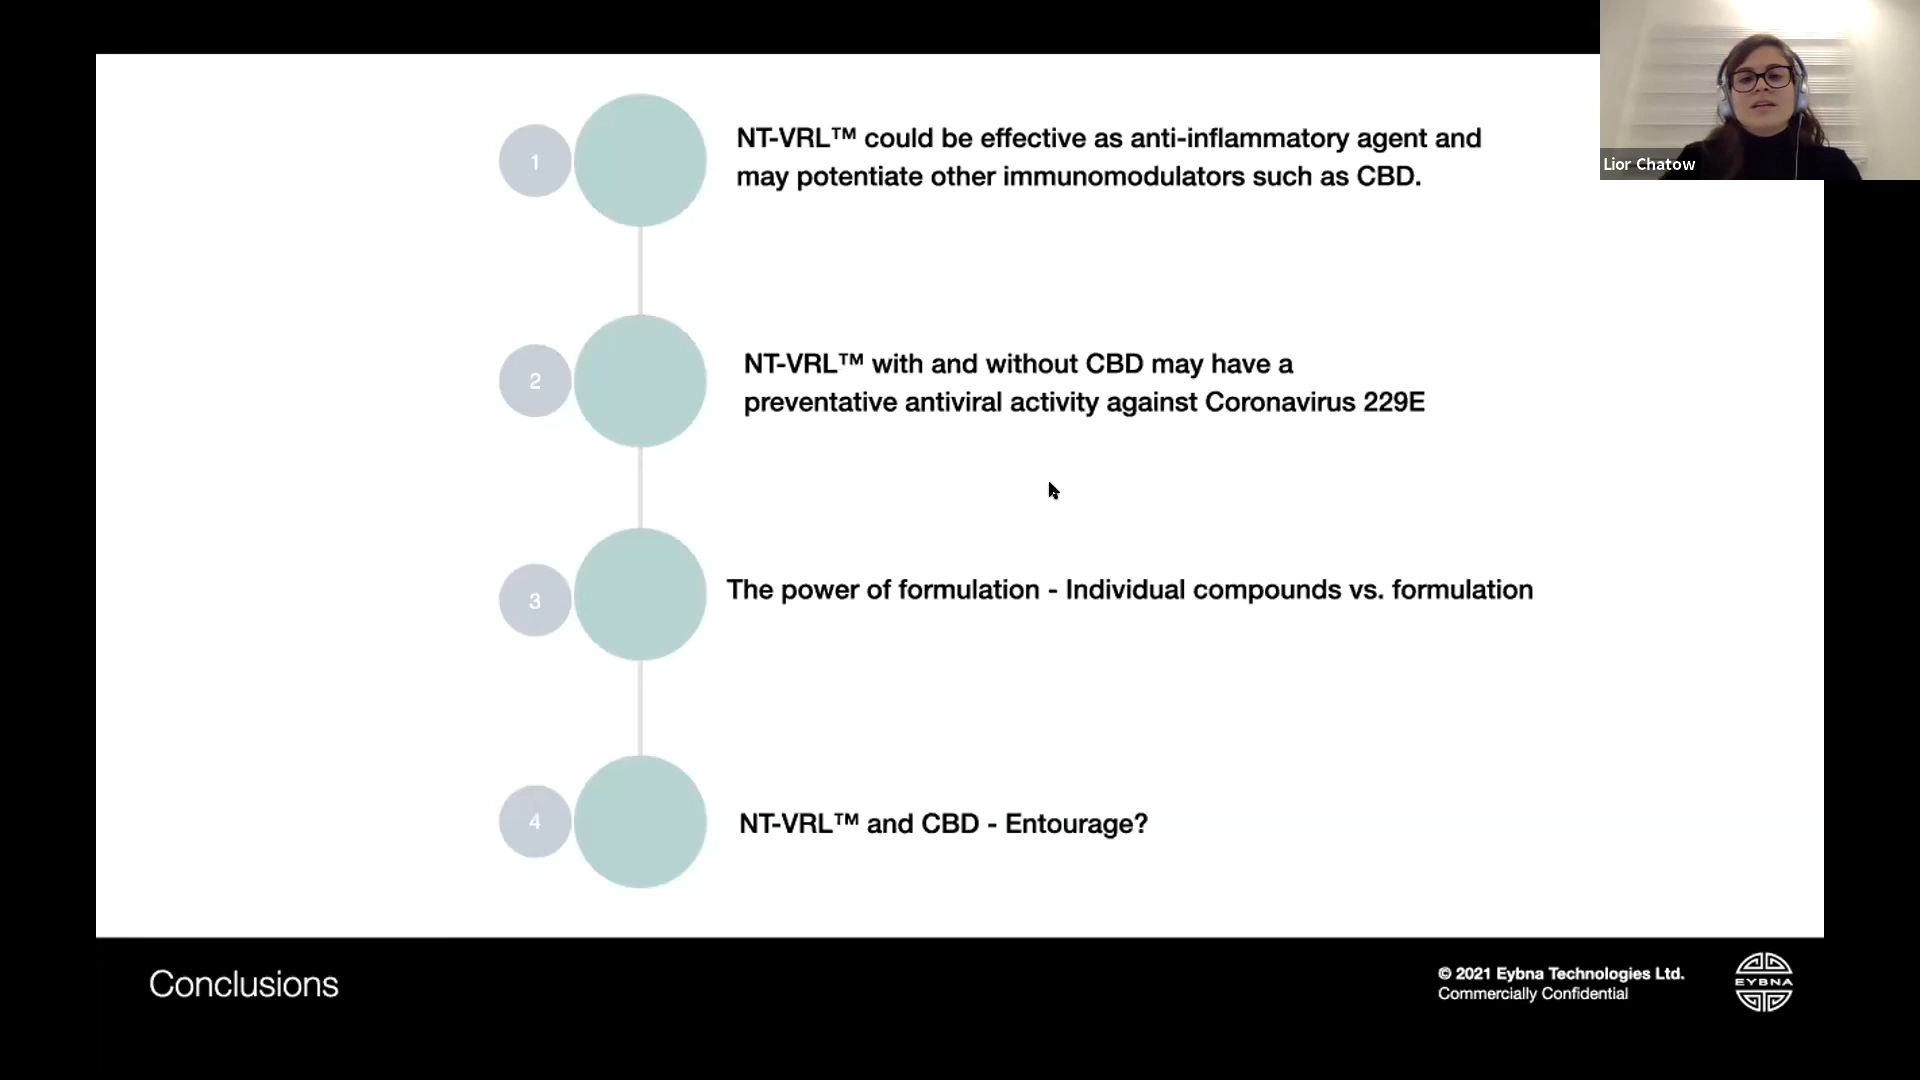 Lior Chatow
1
NT-VRL™ could be effective as anti-inflammatory agent and
may potentiate other immunomodulators such as CBD.
2
NT-VRL™ with and without CBD may have a
preventative antiviral activity against Coronavirus 229E
3
The power of formulation - Individual compounds vs. formulation
4
NT-VRL™ and CBD - Entourage?
Conclusions
© 2021 Eybna Technologies Ltd.
Commercially Confidential
EYBNA